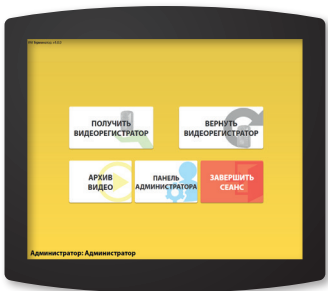 ПОЛУЧИТЬ
ВИДЕОРЕГИСТРАТОР
ВЕРНУТЬ
ВИДЕОРЕГИСТРАТОР
АРХИВ
ВИДЕО
ПАНЕЛЬ
АДМИНИСТРАТОРА
ЗАВЕРШИТЬ
СЕАНС
Администратор: Администратор